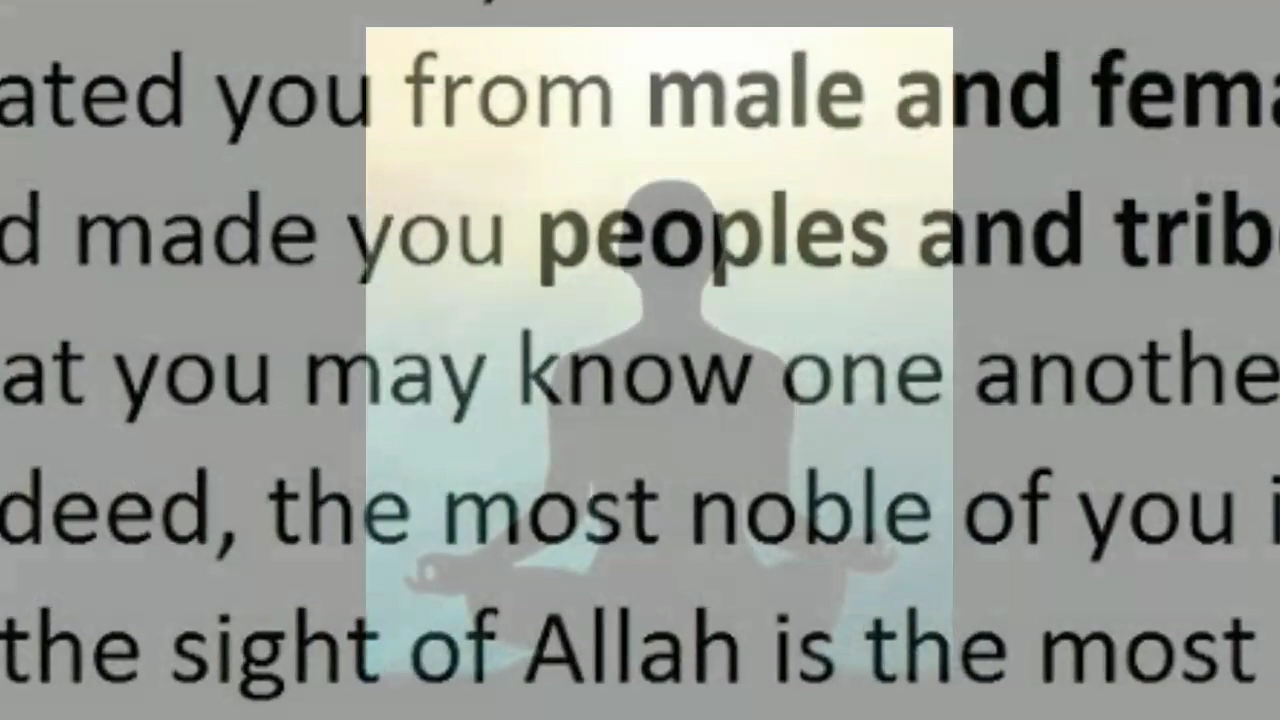 ated you from male and fema
d made you peoples and trib
at you may know one anothe
deed, the most noble of you i
the sight of Allah is the most